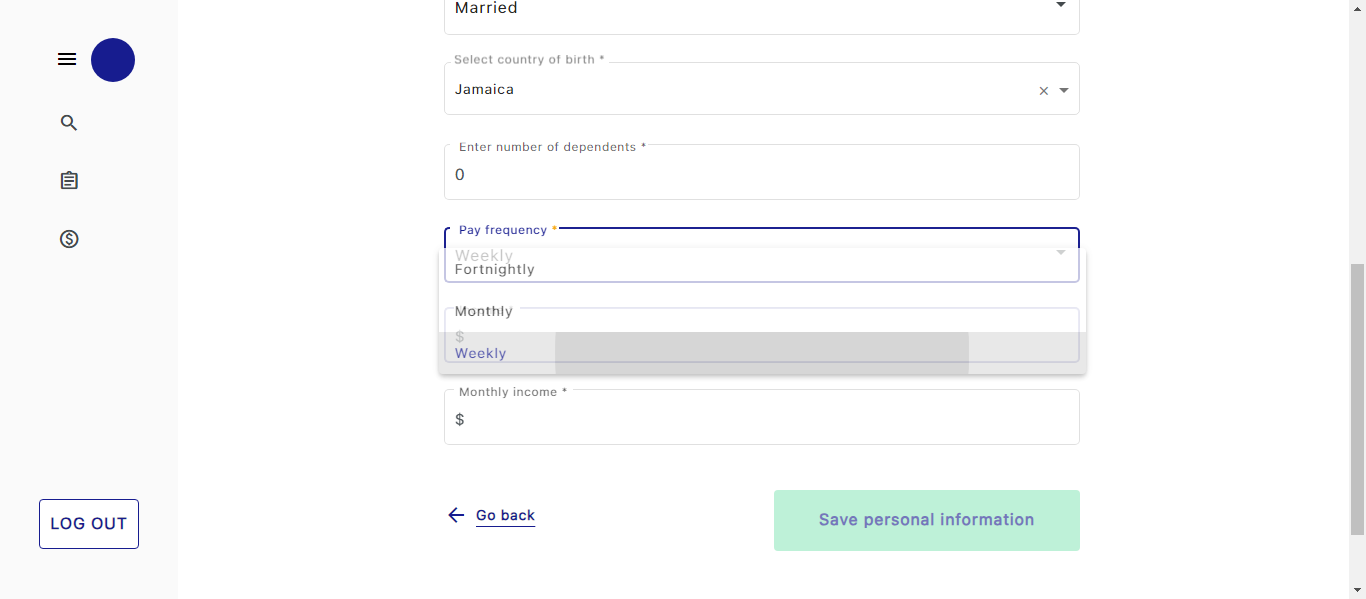 Married
Select country of birth *
Jamaica
Enter number of dependents *
0
Pay frequency *
Weekly
Fortnightly
Monthly
$
Weekly
Monthly income *
$
LOG OUT
Go back
Save personal information